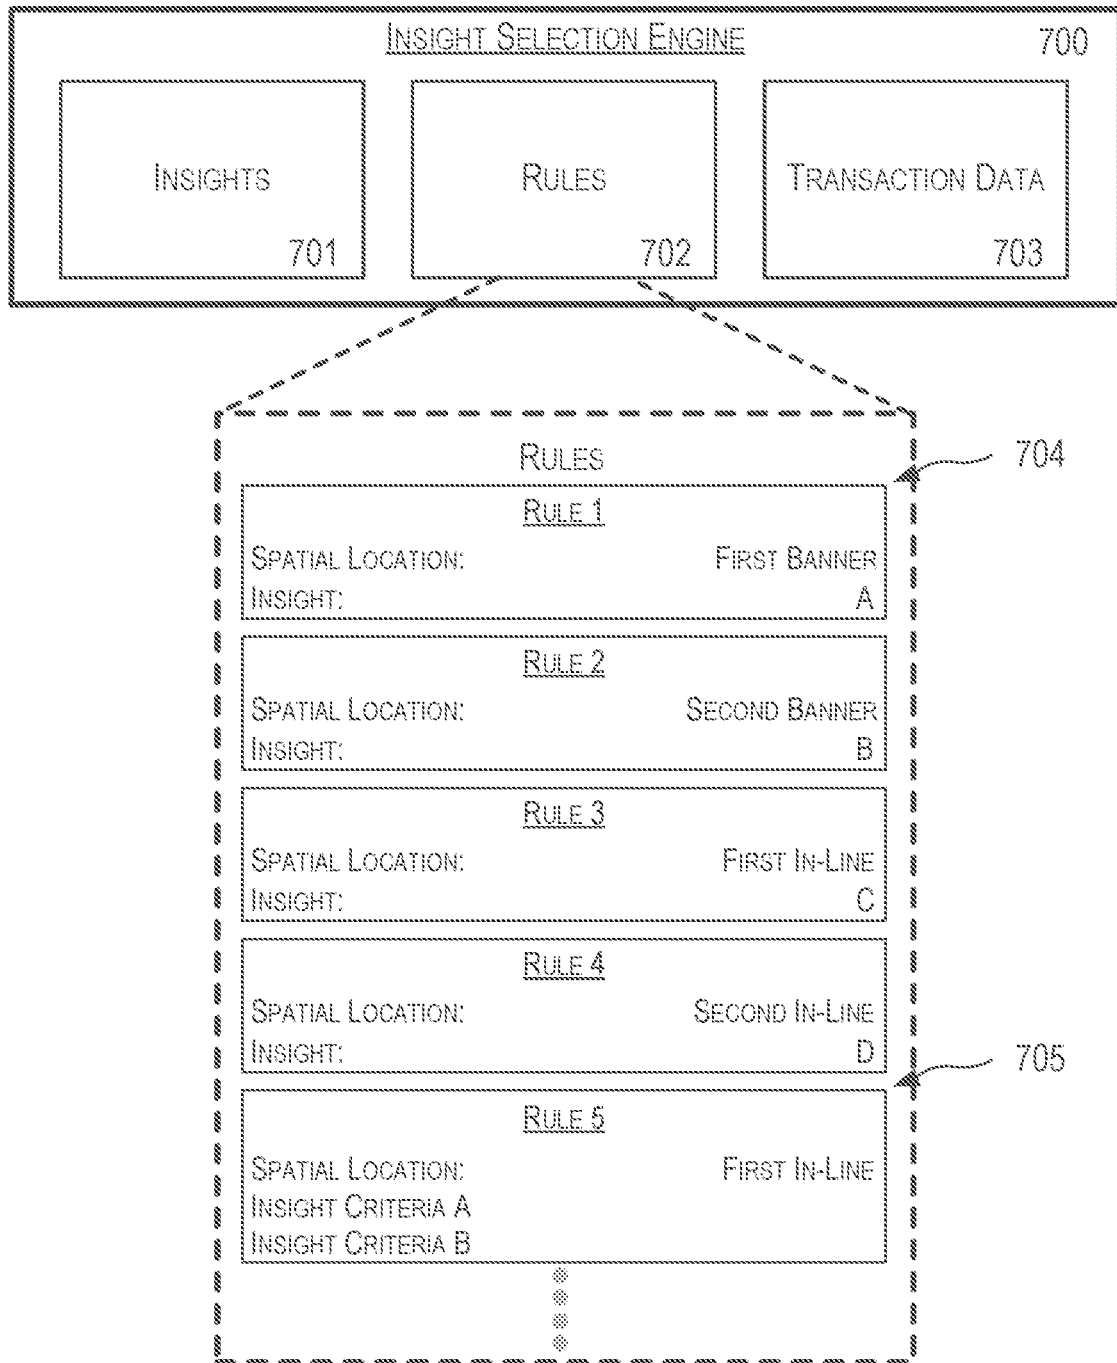 INSIGHT SELECTION ENGINE 700
INSIGHTS
701
RULES
702
TRANSACTION DATA
703
RULES
704
RULE 1
SPATIAL LOCATION: FIRST BANNER
INSIGHT: A
RULE 2
SPATIAL LOCATION: SECOND BANNER
INSIGHT: B
RULE 3
SPATIAL LOCATION: FIRST IN-LINE
INSIGHT: C
RULE 4
SPATIAL LOCATION: SECOND IN-LINE
INSIGHT: D
705
RULE 5
SPATIAL LOCATION: FIRST IN-LINE
INSIGHT CRITERIA A
INSIGHT CRITERIA B